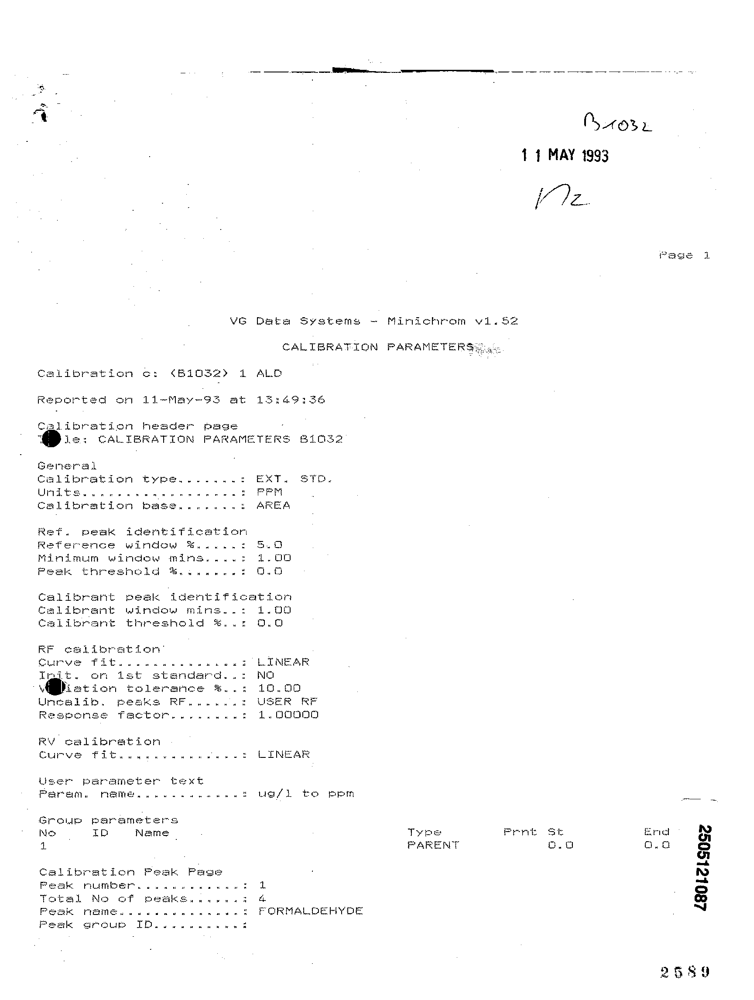 B1032
1 1 MAY 1993
Page 1
VG Data Systems - Minichrom v1.52
CALIBRATION PARAMETERS
Calibration c: (B1032) 1 ALD
Reported on 11-May-93 at 13:49:36
Calibration header page
le: CALIBRATION PARAMETERS B1032
General
Calibration type.......: EXT. STD.
Units..................: PPM
Calibration base.......: AREA
Ref. peak identification
Reference window %.....: 5.0
Minimum window mins....: 1.00
Peak threshold %.......: 0.0
Calibrant peak identification
Calibrant window mins..: 1.00
Calibrant threshold %..: 0.0
RF calibration
Curve fit..............: LINEAR
Init. on 1st standard..: NO
V iation tolerance %..: 10.00
Uncalib. peaks RF......: USER RF
Response factor........: 1.00000
RV calibration
Curve fit..............: LINEAR
User parameter text
Param. name............: ug/l to ppm
Group parameters
No ID Name Type Prnt St End
1 PARENT 0.0 0.0
Calibration Peak Page
Peak number............: 1
Total No of peaks......: 4
Peak name..............: FORMALDEHYDE
Peak group ID..........:
2505121087
2589